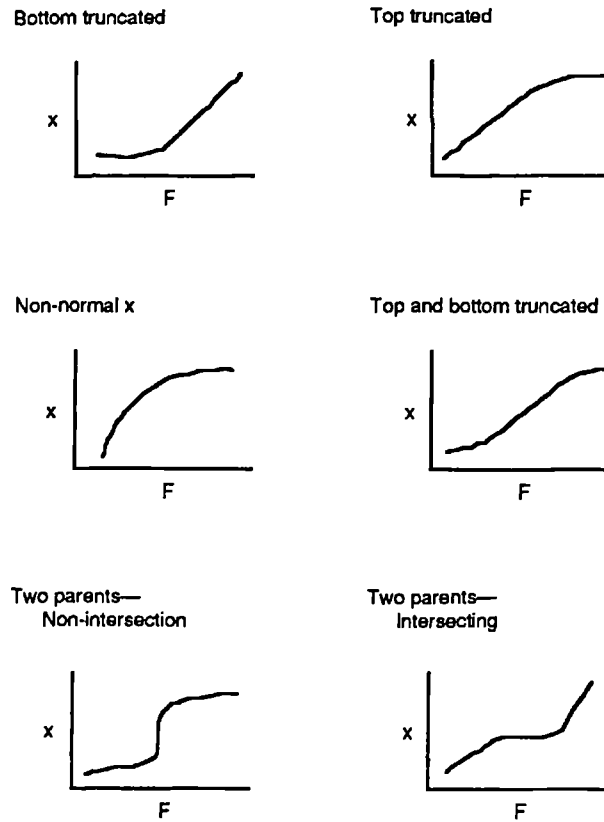 Bottom truncated
x
F
Top truncated
x
F
Non-normal x
x
F
Top and bottom truncated
x
F
Two parents—
Non-intersection
x
F
Two parents—
Intersecting
x
F